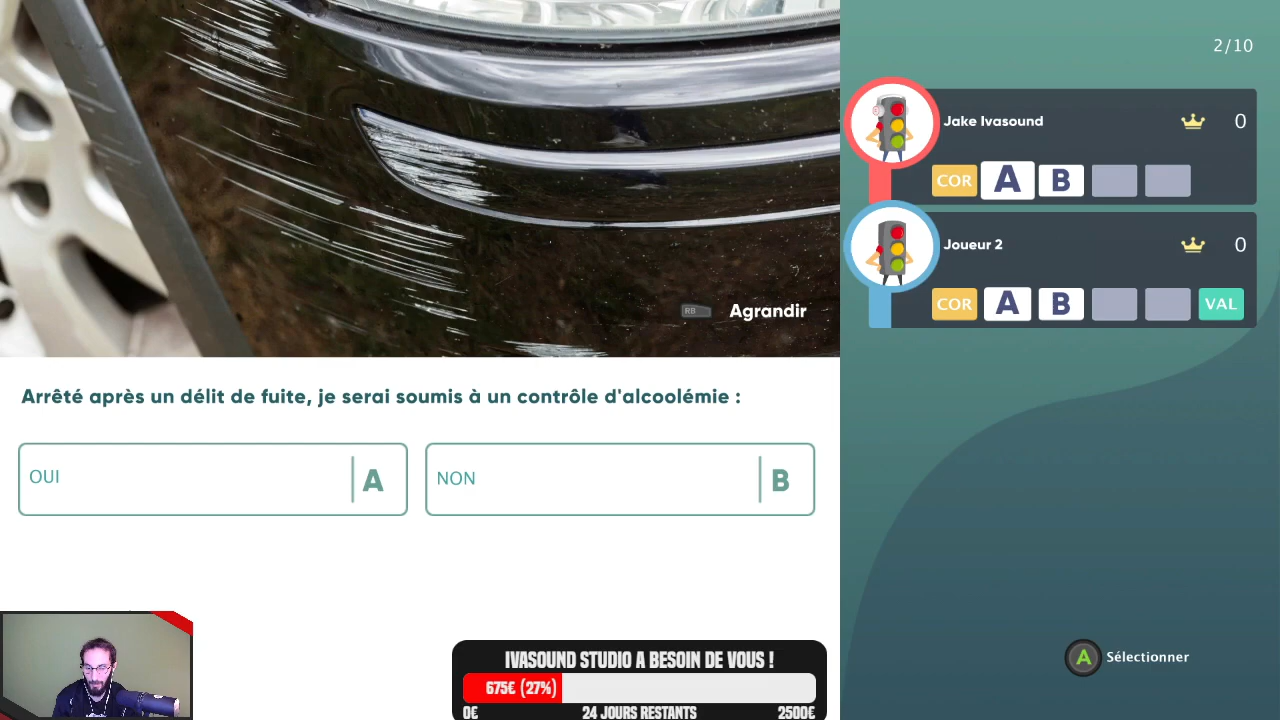 2/10
Jake Ivasound 0
COR A B
Joueur 2 0
COR A B VAL
RB Agrandir
Arrêté après un délit de fuite, je serai soumis à un contrôle d'alcoolémie :
OUI A
NON B
A Sélectionner
IVASOUND STUDIO A BESOIN DE VOUS !
675€ (27%)
0€ 24 JOURS RESTANTS 2500€